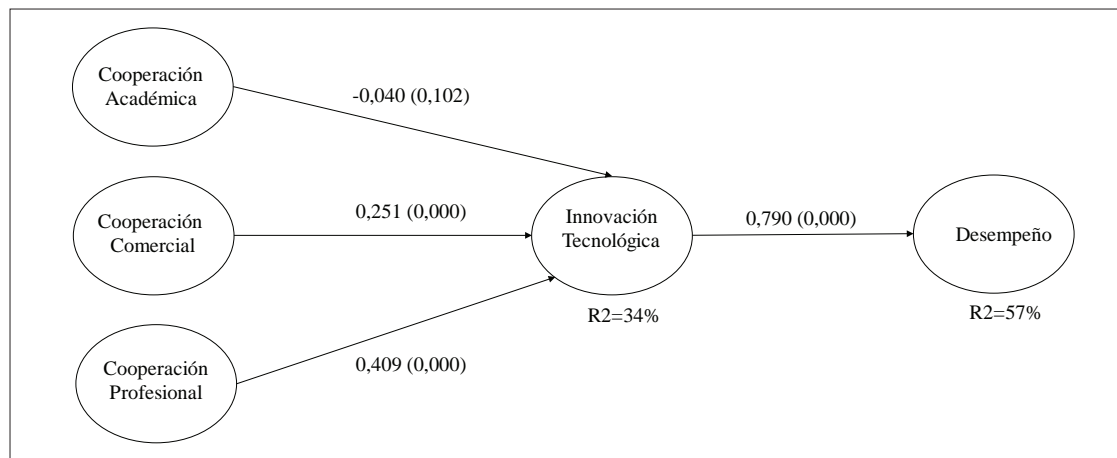 Cooperación
Académica
-0,040 (0,102)
Cooperación
Comercial
0,251 (0,000)
Innovación
Tecnológica
R2=34%
0,790 (0,000)
Desempeño
R2=57%
Cooperación
Profesional
0,409 (0,000)